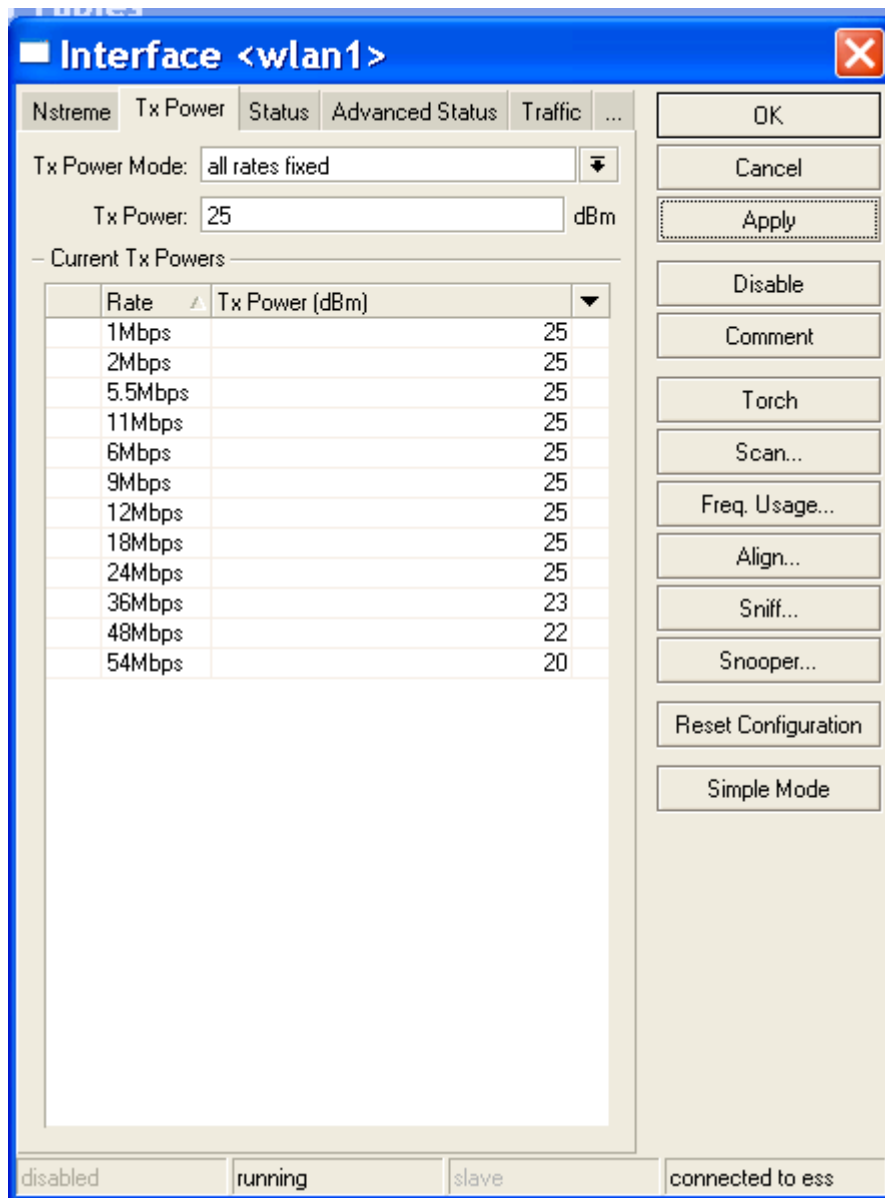 Interface <wlan1>
Nstreme Tx Power Status Advanced Status Traffic ...
Tx Power Mode: all rates fixed
Tx Power: 25 dBm
Current Tx Powers
Rate Tx Power (dBm)
1Mbps 25
2Mbps 25
5.5Mbps 25
11Mbps 25
6Mbps 25
9Mbps 25
12Mbps 25
18Mbps 25
24Mbps 25
36Mbps 23
48Mbps 22
54Mbps 20
OK
Cancel
Apply
Disable
Comment
Torch
Scan...
Freq. Usage...
Align...
Sniff...
Snooper...
Reset Configuration
Simple Mode
disabled running slave connected to ess